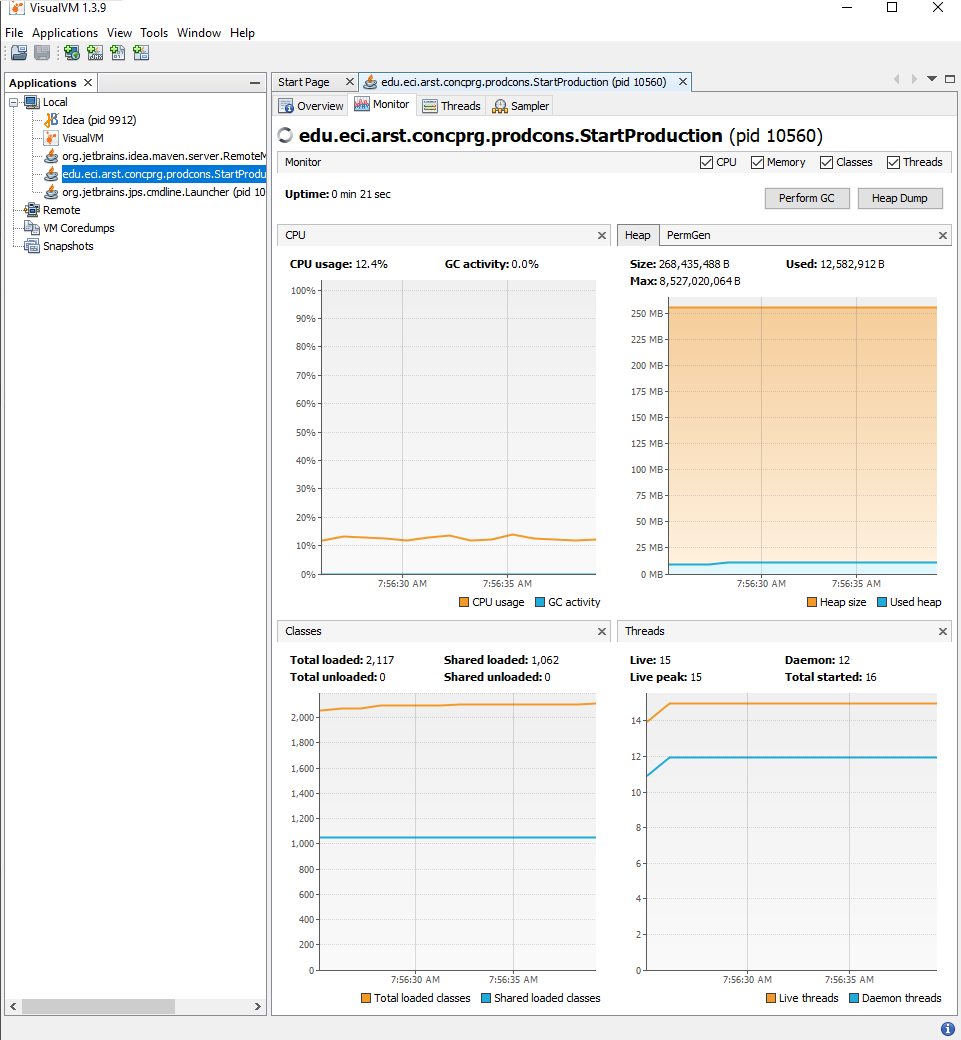 VisualVM 1.3.9
File Applications View Tools Window Help
Applications
Local
Idea (pid 9912)
VisualVM
org.jetbrains.idea.maven.server.RemoteM
edu.eci.arst.concprg.prodcons.StartProdu
org.jetbrains.jps.cmdline.Launcher (pid 10
Remote
VM Coredumps
Snapshots
Start Page edu.eci.arst.concprg.prodcons.StartProduction (pid 10560)
Overview Monitor Threads Sampler
edu.eci.arst.concprg.prodcons.StartProduction (pid 10560)
Monitor CPU Memory Classes Threads
Uptime: 0 min 21 sec Perform GC Heap Dump
CPU
CPU usage: 12.4% GC activity: 0.0%
100%
90%
80%
70%
60%
50%
40%
30%
20%
10%
0%
7:56:30 AM 7:56:35 AM
CPU usage GC activity
Heap PermGen
Size: 268,435,488 B Used: 12,582,912 B
Max: 8,527,020,064 B
250 MB
225 MB
200 MB
175 MB
150 MB
125 MB
100 MB
75 MB
50 MB
25 MB
0 MB
7:56:30 AM 7:56:35 AM
Heap size Used heap
Classes
Total loaded: 2,117 Shared loaded: 1,062
Total unloaded: 0 Shared unloaded: 0
2,000
1,800
1,600
1,400
1,200
1,000
800
600
400
200
0
7:56:30 AM 7:56:35 AM
Total loaded classes Shared loaded classes
Threads
Live: 15 Daemon: 12
Live peak: 15 Total started: 16
14
12
10
8
6
4
2
0
7:56:30 AM 7:56:35 AM
Live threads Daemon threads